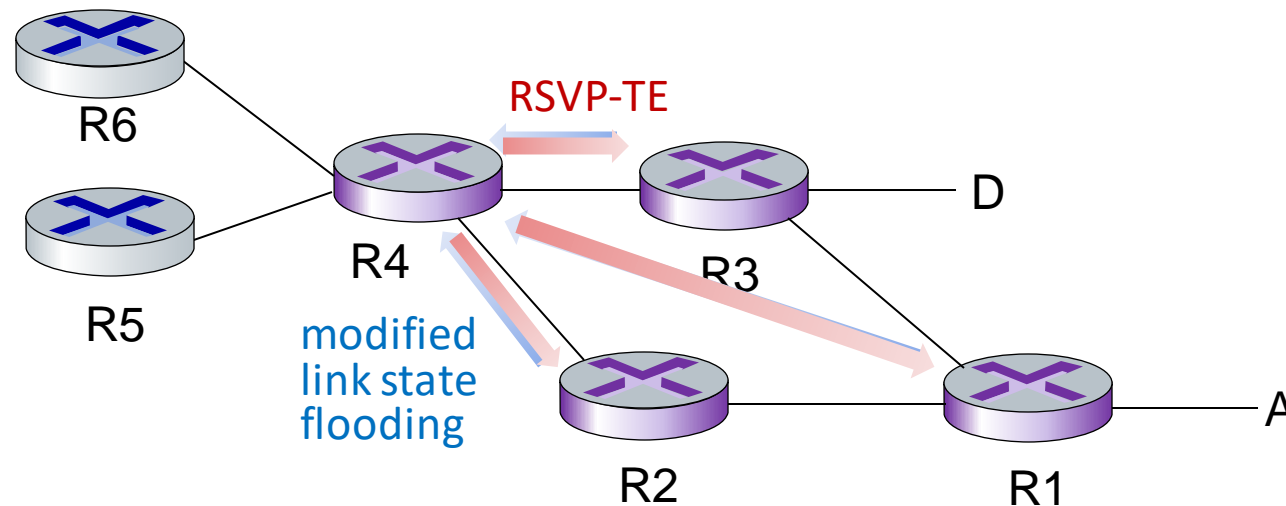 R6
RSVP-TE
D
R4
R3
R5
modified
link state
flooding
A
R2
R1